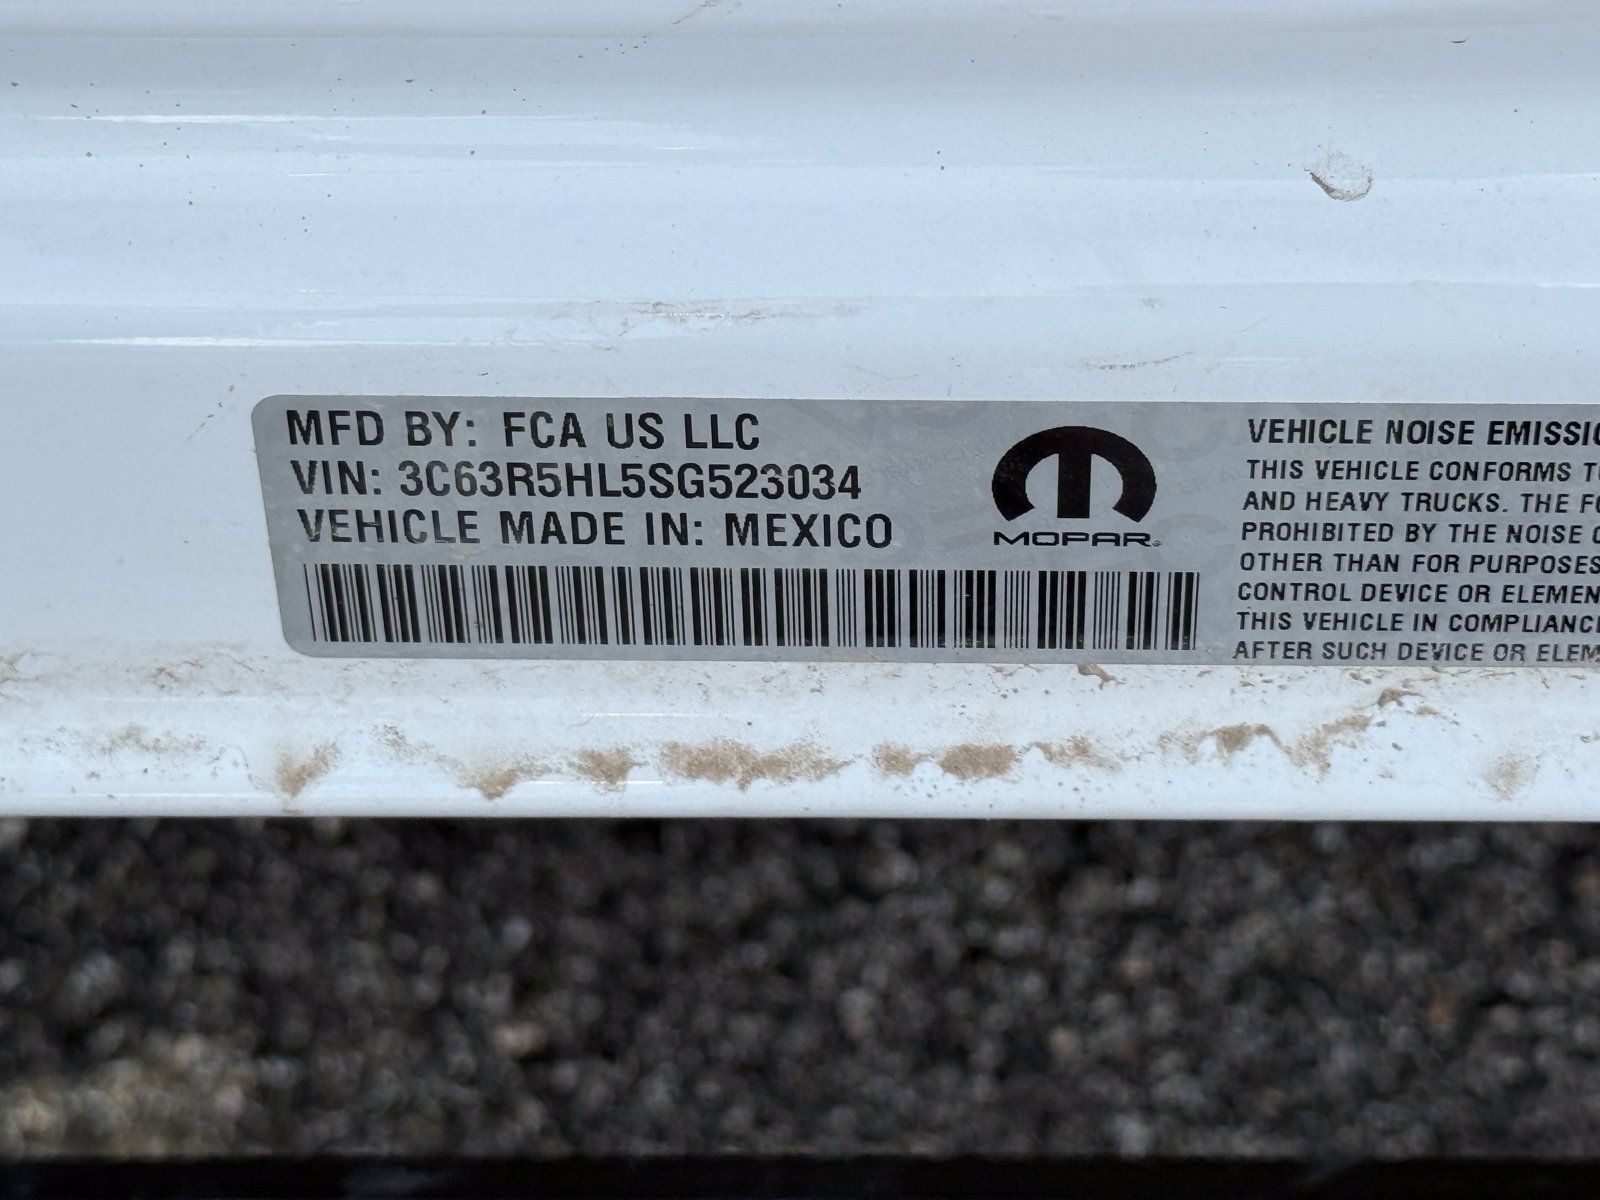 MFD BY: FCA US LLC
VIN: 3C63R5HL5SG523034
VEHICLE MADE IN: MEXICO
MOPAR
VEHICLE NOISE EMISSIO
THIS VEHICLE CONFORMS T
AND HEAVY TRUCKS. THE F
PROHIBITED BY THE NOISE
OTHER THAN FOR PURPOSES
CONTROL DEVICE OR ELEMEN
THIS VEHICLE IN COMPLIANC
AFTER SUCH DEVICE OR ELEM